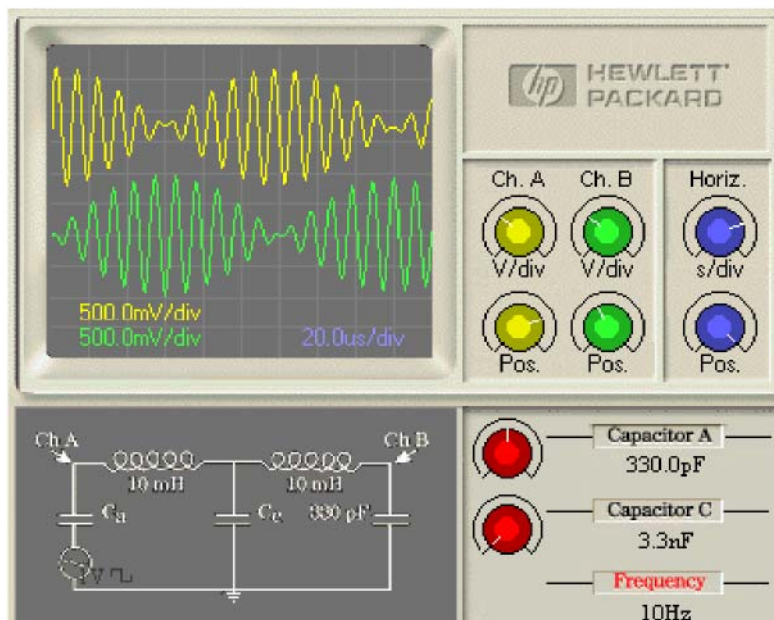 hp HEWLETT®
PACKARD
Ch. A Ch. B Horiz.
V/div V/div s/div
Pos. Pos. Pos.
500.0mV/div
500.0mV/div 20.0us/div
Ch A Ch B
10 mH 10 mH
Ca Cc 330 pF
1V
Capacitor A
330.0pF
Capacitor C
3.3nF
Frequency
10Hz